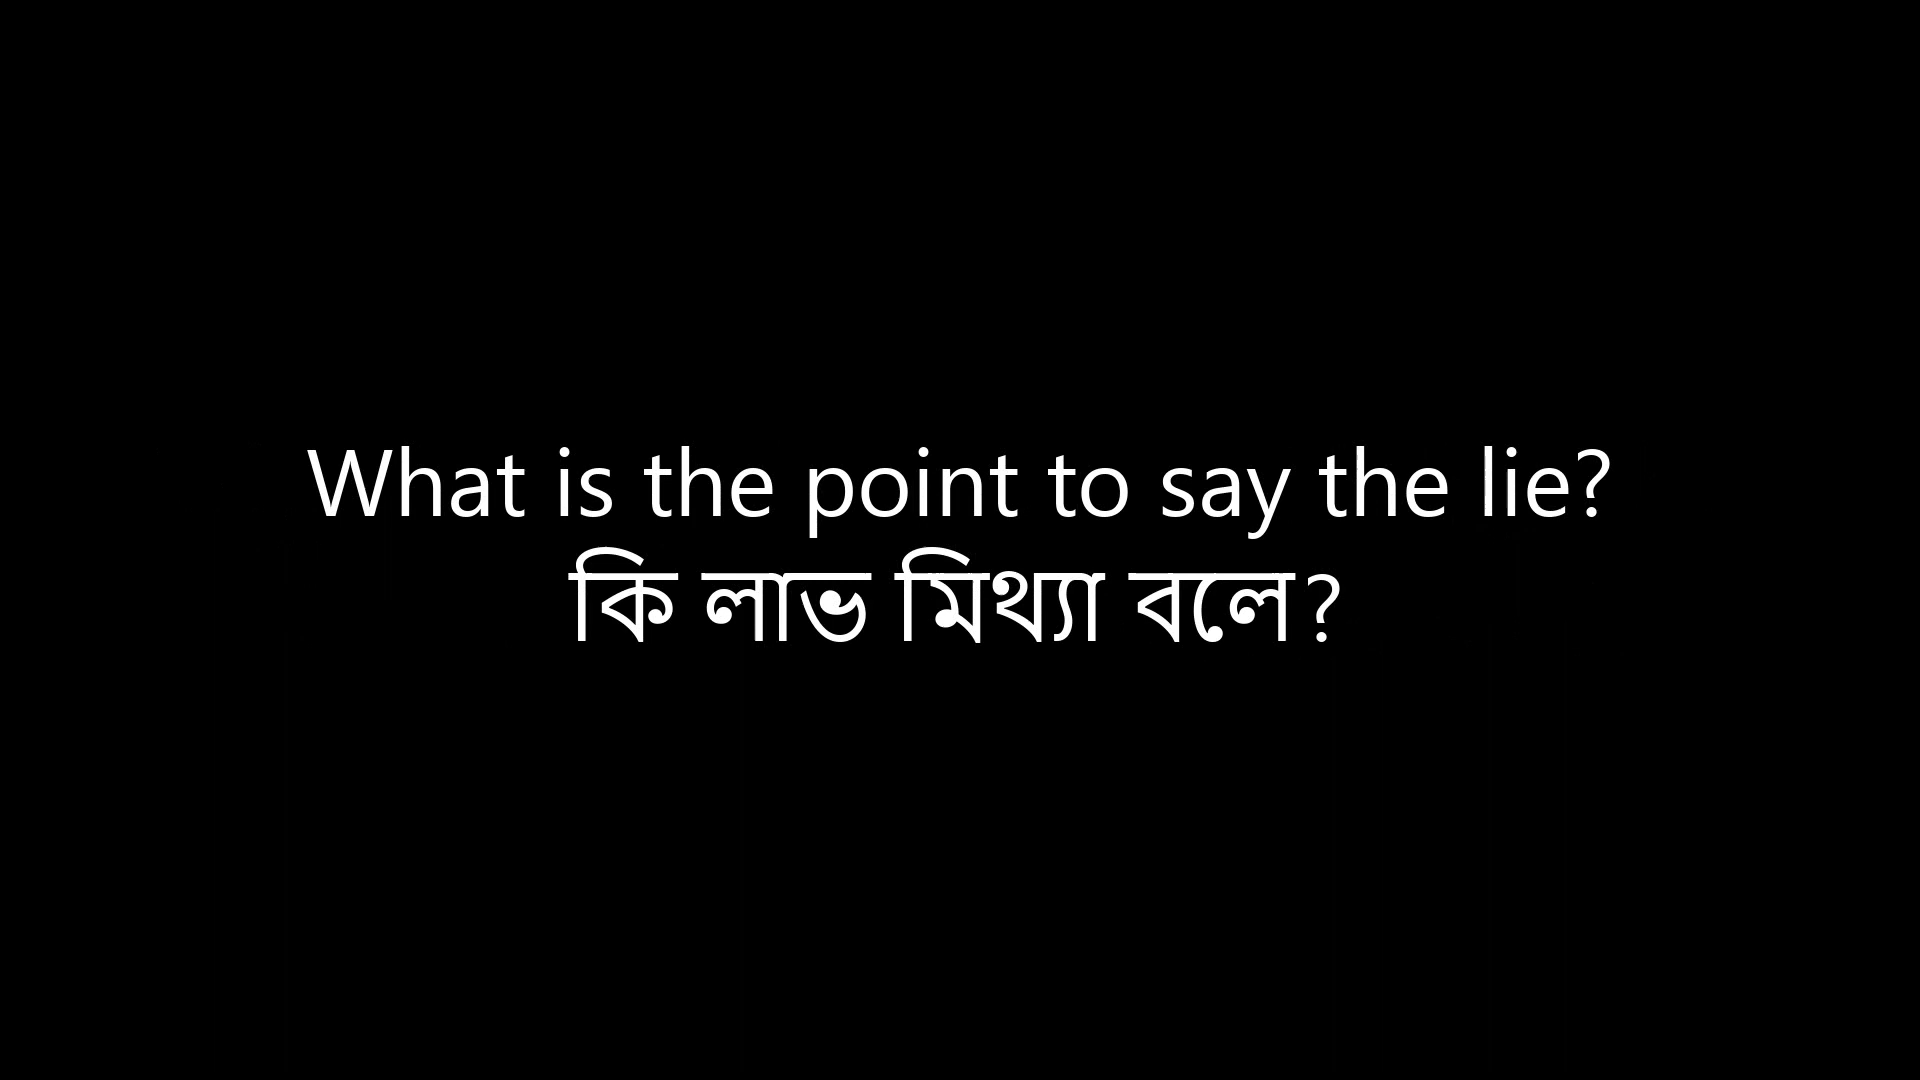 What is the point to say the lie?
কি লাভ মিথ্যা বলে?